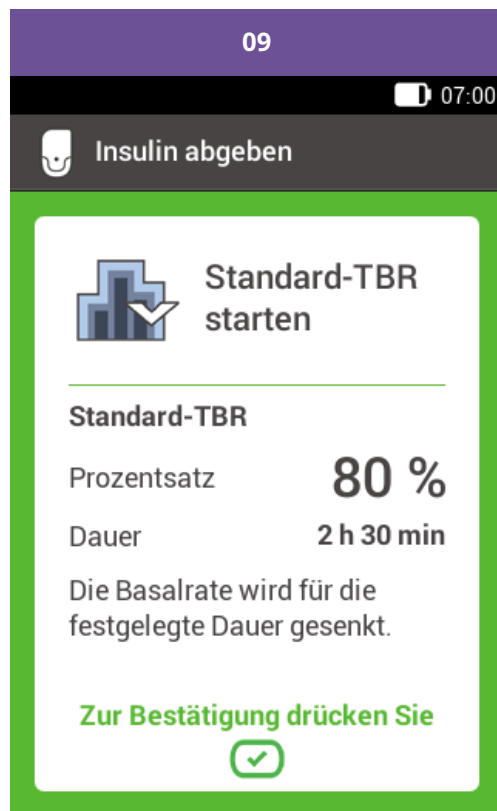 09
07:00
Insulin abgeben
Standard-TBR
starten
Standard-TBR
Prozentsatz 80 %
Dauer 2 h 30 min
Die Basalrate wird für die
festgelegte Dauer gesenkt.
Zur Bestätigung drücken Sie